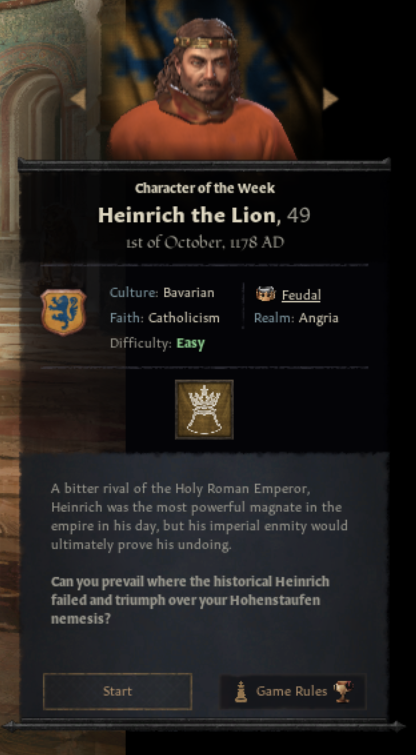 Character of the Week
Heinrich the Lion, 49
1st of October, 1178 AD
Culture: Bavarian
Feudal
Faith: Catholicism
Realm: Angria
Difficulty: Easy
A bitter rival of the Holy Roman Emperor,
Heinrich was the most powerful magnate in the
empire in his day, but his imperial enmity would
ultimately prove his undoing.
Can you prevail where the historical Heinrich
failed and triumph over your Hohenstaufen
nemesis?
Start
Game Rules